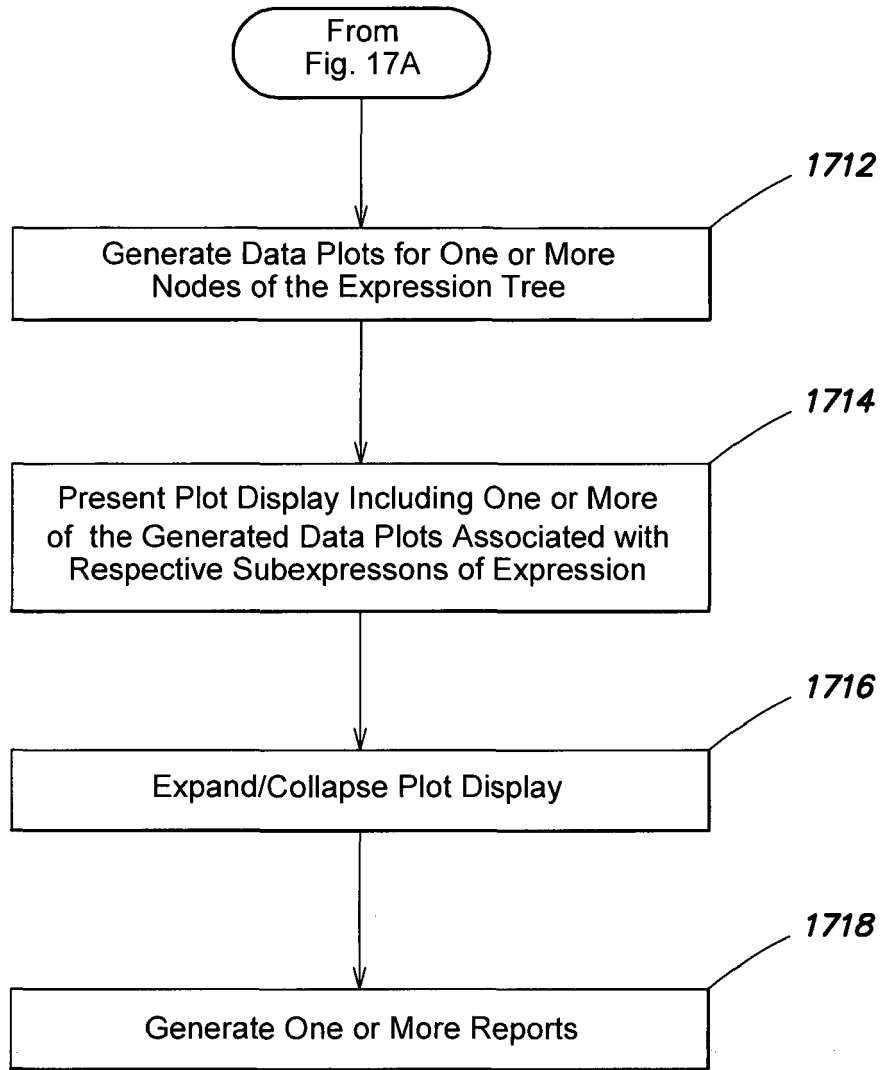 From
Fig. 17A
1712
Generate Data Plots for One or More
Nodes of the Expression Tree
1714
Present Plot Display Including One or More
of the Generated Data Plots Associated with
Respective Subexpressons of Expression
1716
Expand/Collapse Plot Display
1718
Generate One or More Reports